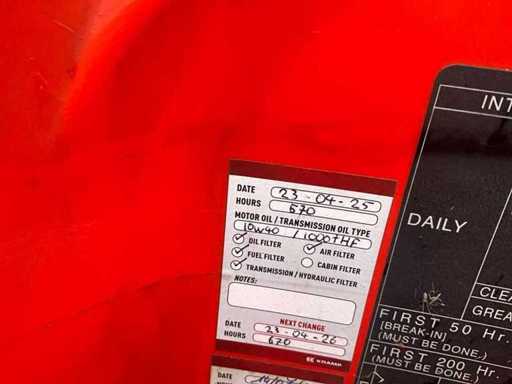 DATE 23-04-25
HOURS 670
MOTOR OIL / TRANSMISSION OIL TYPE
10W40 / 1000THF
OIL FILTER AIR FILTER
FUEL FILTER CABIN FILTER
TRANSMISSION / HYDRAULIC FILTER
NOTES:
NEXT CHANGE
DATE 23-04-26
HOURS 670
KRAMP
INT
DAILY
CLEA
GREA
FIRST 50 Hr.
(BREAK-IN)
(MUST BE DONE.)
FIRST 200 Hr.
(MUST BE DONE